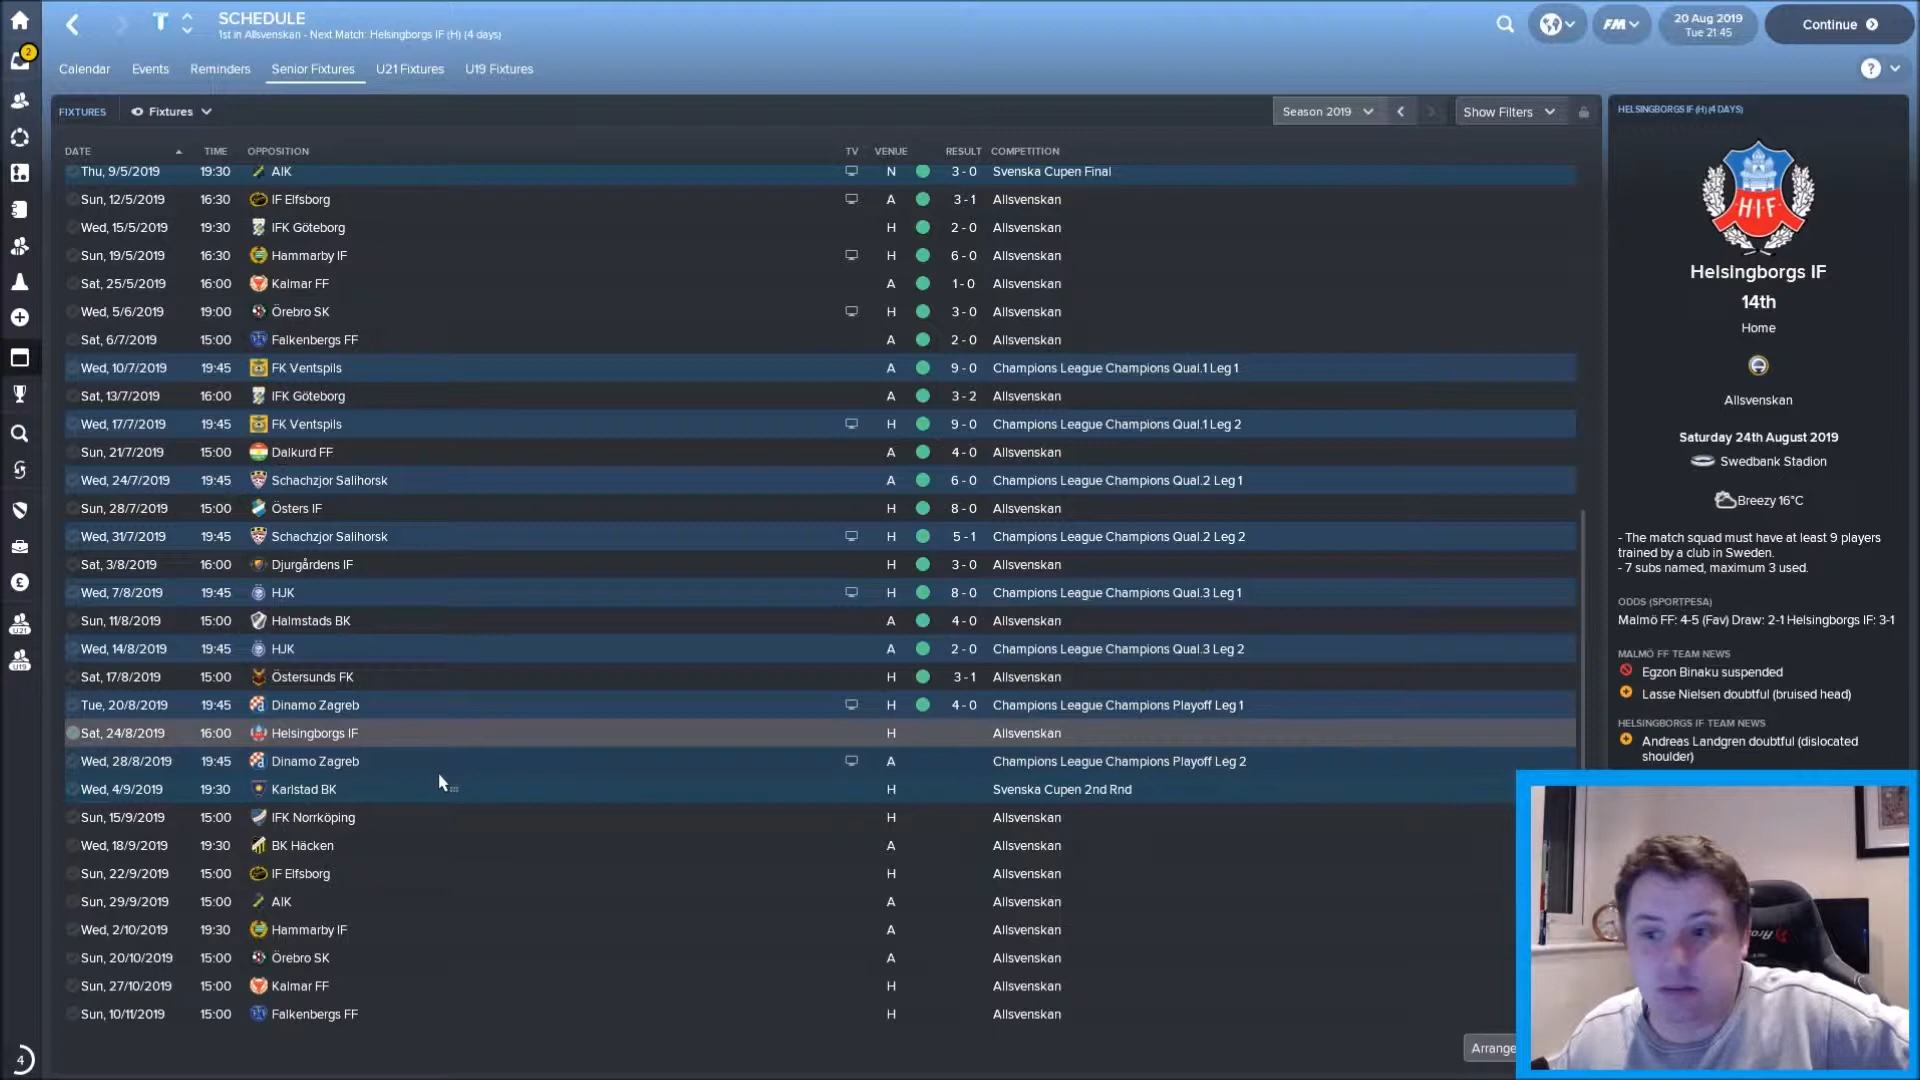 SCHEDULE
1st in Allsvenskan - Next Match: Helsingborgs IF (H) (4 days)
FM
20 Aug 2019
Tue 21:45
Continue
2
Calendar Events Reminders Senior Fixtures U21 Fixtures U19 Fixtures
?
FIXTURES Fixtures Season 2019 Show Filters
DATE TIME OPPOSITION TV VENUE RESULT COMPETITION
Thu, 9/5/2019 19:30 AIK N 3 - 0 Svenska Cupen Final
Sun, 12/5/2019 16:30 IF Elfsborg A 3 - 1 Allsvenskan
Wed, 15/5/2019 19:30 IFK Göteborg H 2 - 0 Allsvenskan
Sun, 19/5/2019 16:30 Hammarby IF H 6 - 0 Allsvenskan
Sat, 25/5/2019 16:00 Kalmar FF A 1 - 0 Allsvenskan
Wed, 5/6/2019 19:00 Örebro SK H 3 - 0 Allsvenskan
Sat, 6/7/2019 15:00 Falkenbergs FF A 2 - 0 Allsvenskan
Wed, 10/7/2019 19:45 FK Ventspils A 9 - 0 Champions League Champions Qual.1 Leg 1
Sat, 13/7/2019 16:00 IFK Göteborg A 3 - 2 Allsvenskan
Wed, 17/7/2019 19:45 FK Ventspils H 9 - 0 Champions League Champions Qual.1 Leg 2
Sun, 21/7/2019 15:00 Dalkurd FF A 4 - 0 Allsvenskan
Wed, 24/7/2019 19:45 Schachzjor Salihorsk A 6 - 0 Champions League Champions Qual.2 Leg 1
Sun, 28/7/2019 15:00 Östers IF H 8 - 0 Allsvenskan
Wed, 31/7/2019 19:45 Schachzjor Salihorsk H 5 - 1 Champions League Champions Qual.2 Leg 2
Sat, 3/8/2019 16:00 Djurgårdens IF H 3 - 0 Allsvenskan
Wed, 7/8/2019 19:45 HJK H 8 - 0 Champions League Champions Qual.3 Leg 1
Sun, 11/8/2019 15:00 Halmstads BK A 4 - 0 Allsvenskan
Wed, 14/8/2019 19:45 HJK A 2 - 0 Champions League Champions Qual.3 Leg 2
Sat, 17/8/2019 15:00 Östersunds FK H 3 - 1 Allsvenskan
Tue, 20/8/2019 19:45 Dinamo Zagreb H 4 - 0 Champions League Champions Playoff Leg 1
Sat, 24/8/2019 16:00 Helsingborgs IF H Allsvenskan
Wed, 28/8/2019 19:45 Dinamo Zagreb A Champions League Champions Playoff Leg 2
Wed, 4/9/2019 19:30 Karlstad BK H Svenska Cupen 2nd Rnd
Sun, 15/9/2019 15:00 IFK Norrköping H Allsvenskan
Wed, 18/9/2019 19:30 BK Häcken A Allsvenskan
Sun, 22/9/2019 15:00 IF Elfsborg H Allsvenskan
Sun, 29/9/2019 15:00 AIK A Allsvenskan
Wed, 2/10/2019 19:30 Hammarby IF A Allsvenskan
Sun, 20/10/2019 15:00 Örebro SK A Allsvenskan
Sun, 27/10/2019 15:00 Kalmar FF H Allsvenskan
Sun, 10/11/2019 15:00 Falkenbergs FF H Allsvenskan
Arrange
U21
U19
4
HELSINGBORGS IF (H) (4 DAYS)
HIF
Helsingborgs IF
14th
Home
Allsvenskan
Saturday 24th August 2019
Swedbank Stadion
Breezy 16°C
- The match squad must have at least 9 players
trained by a club in Sweden.
- 7 subs named, maximum 3 used.
ODDS (SPORTPESA)
Malmö FF: 4-5 (Fav) Draw: 2-1 Helsingborgs IF: 3-1
MALMÖ FF TEAM NEWS
Egzon Binaku suspended
Lasse Nielsen doubtful (bruised head)
HELSINGBORGS IF TEAM NEWS
Andreas Landgren doubtful (dislocated
shoulder)